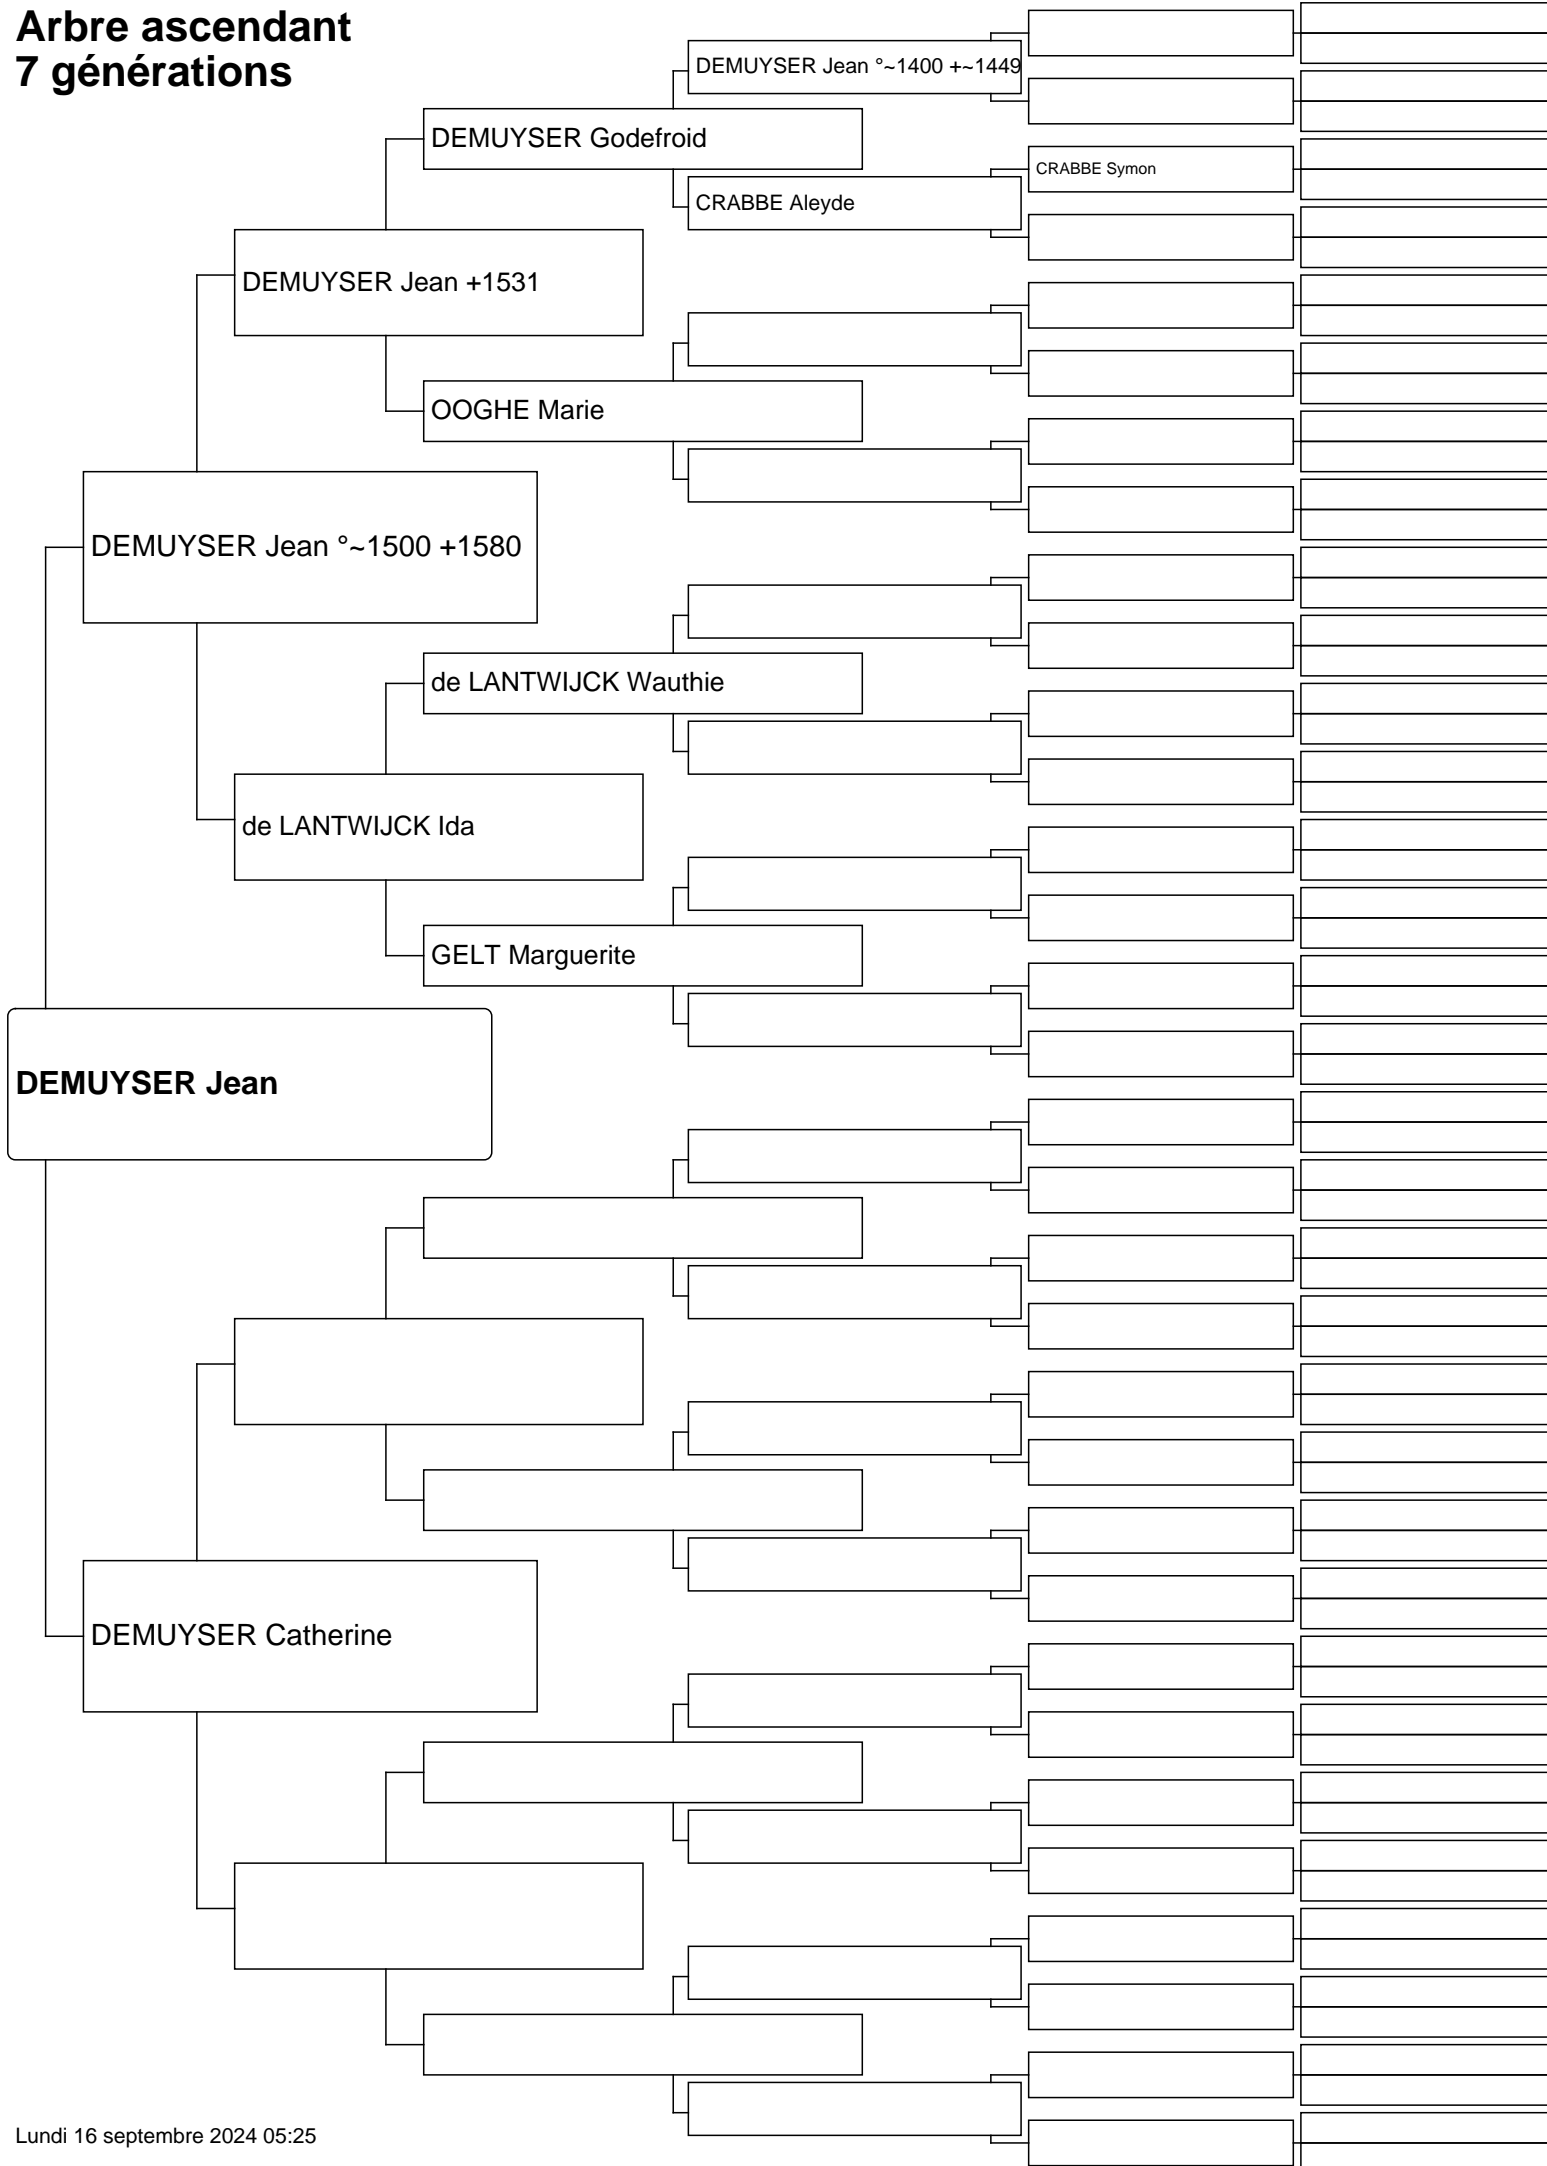 Arbre ascendant
7 générations
DEMUYSER Jean °~1400 +~1449
DEMUYSER Godefroid
CRABBE Symon
CRABBE Aleyde
DEMUYSER Jean +1531
OOGHE Marie
DEMUYSER Jean °~1500 +1580
de LANTWIJCK Wauthie
de LANTWIJCK Ida
GELT Marguerite
DEMUYSER Jean
DEMUYSER Catherine
Lundi 16 septembre 2024 05:25